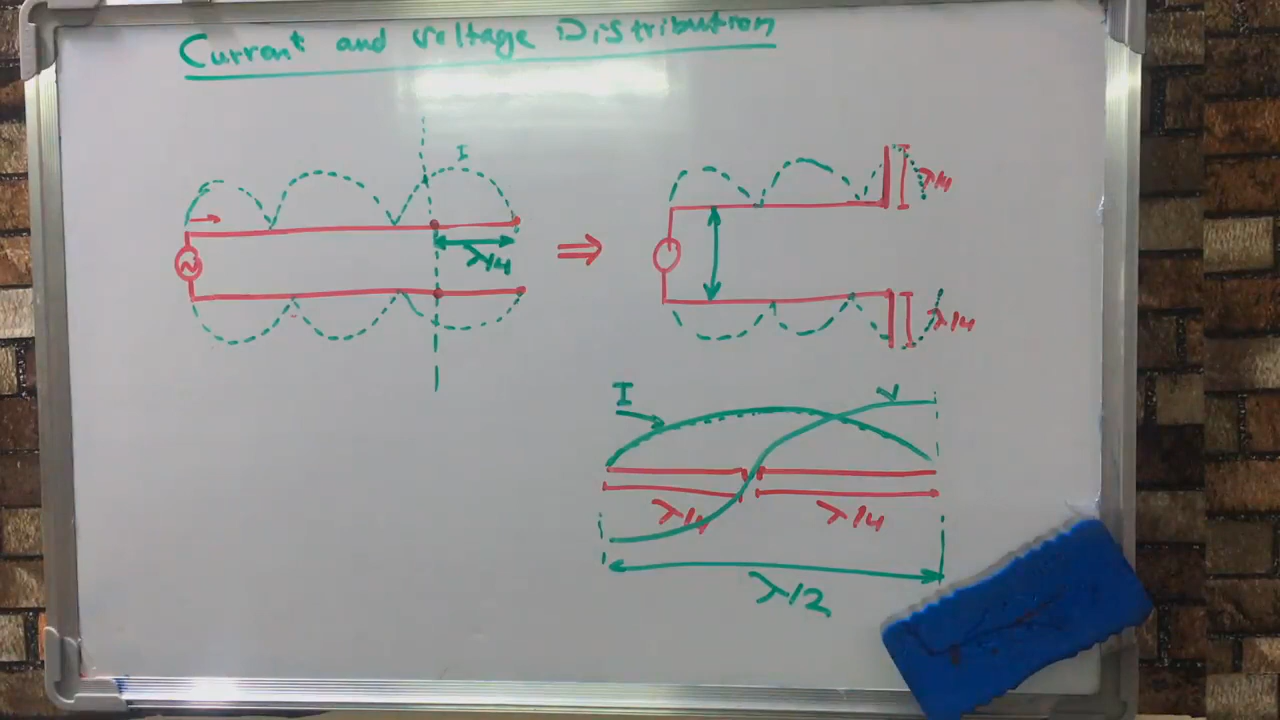 Current and Voltage Distribution
I
λ/4
λ/4
λ/4
I
V
λ/4
λ/4
λ/2